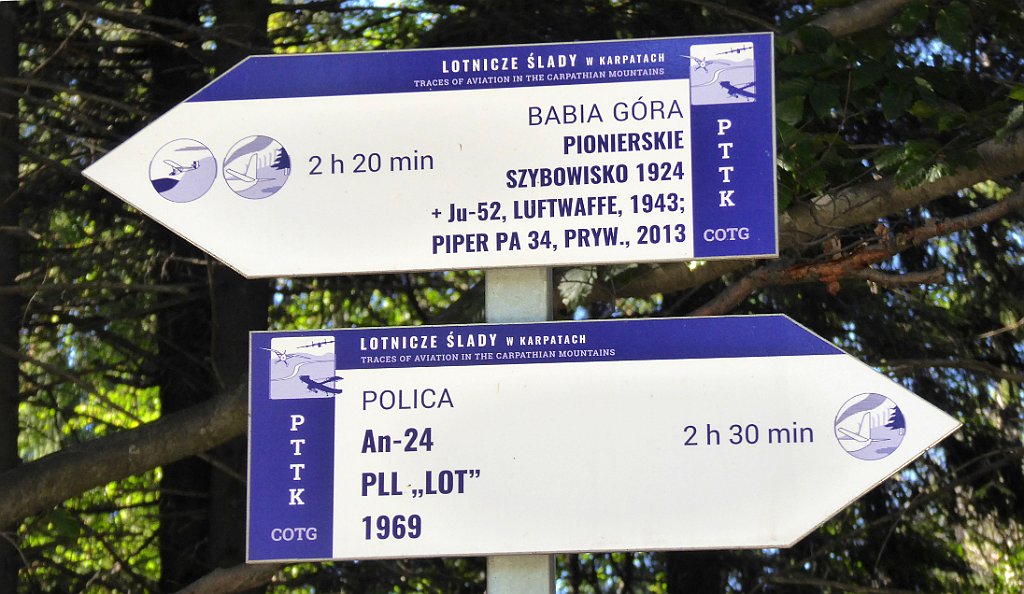 LOTNICZE ŚLADY W KARPATACH
TRACES OF AVIATION IN THE CARPATHIAN MOUNTAINS
BABIA GÓRA
PIONIERSKIE
SZYBOWISKO 1924
+ Ju-52, LUFTWAFFE, 1943;
PIPER PA 34, PRYW., 2013
2 h 20 min
PTTK
COTG
LOTNICZE ŚLADY W KARPATACH
TRACES OF AVIATION IN THE CARPATHIAN MOUNTAINS
PTTK
COTG
POLICA
An-24
PLL „LOT”
1969
2 h 30 min